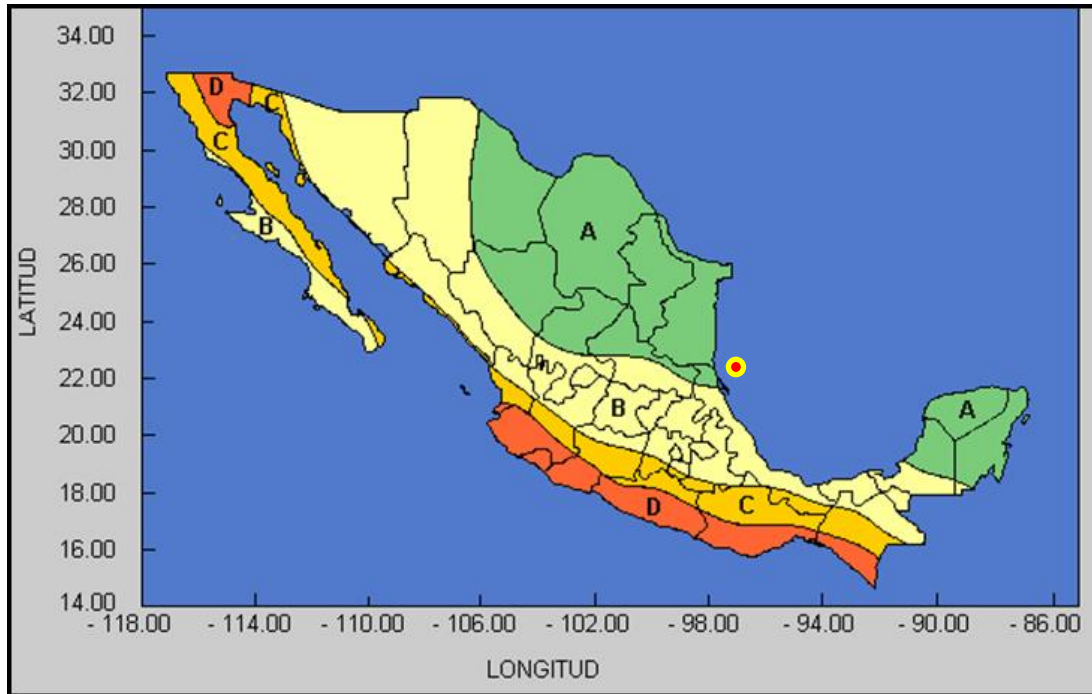 34.00
32.00
30.00
28.00
26.00
24.00
22.00
20.00
18.00
16.00
14.00
LATITUD
D
C
C
B
A
B
A
C
D
- 118.00 - 114.00 - 110.00 - 106.00 - 102.00 - 98.00 - 94.00 - 90.00 - 86.00
LONGITUD